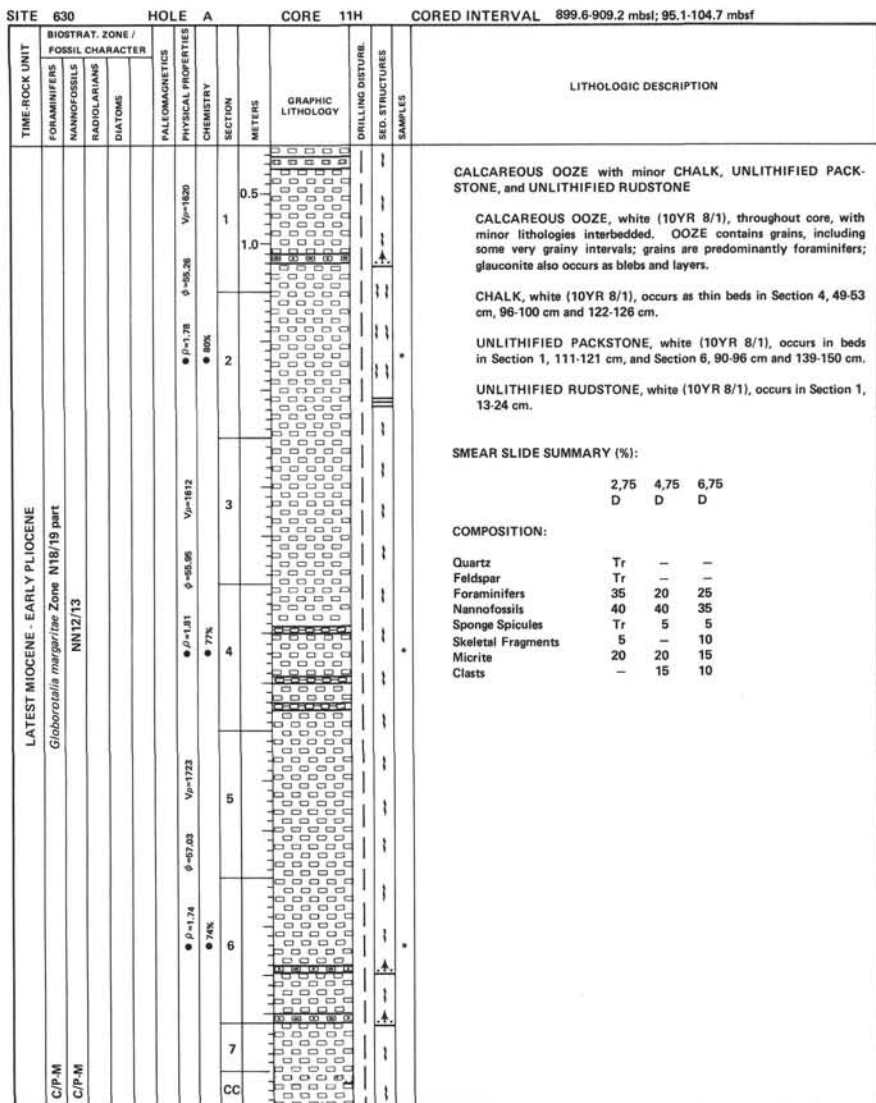 SITE 630 HOLE A CORE 11H CORED INTERVAL 899.6-909.2 mbsl; 95.1-104.7 mbsf
TIME-ROCK UNIT
BIOSTRAT. ZONE /
FOSSIL CHARACTER
FORAMINIFERS
NANNOFOSSILS
RADIOLARIANS
DIATOMS
PALEOMAGNETICS
PHYSICAL PROPERTIES
CHEMISTRY
SECTION
METERS
GRAPHIC
LITHOLOGY
DRILLING DISTURB.
SED. STRUCTURES
SAMPLES
LITHOLOGIC DESCRIPTION
LATEST MIOCENE - EARLY PLIOCENE
Globorotalia margaritae Zone N18/19 part
C/P-M
NN12/13
C/P-M
Vρ=1620
φ=55.26
● ρ=1.78
Vρ=1612
φ=55.95
● ρ=1.81
Vρ=1723
φ=57.03
● ρ=1.74
● 80%
● 77%
● 74%
1
2
3
4
5
6
7
CC
0.5
1.0
*
*
*
CALCAREOUS OOZE with minor CHALK, UNLITHIFIED PACK-
STONE, and UNLITHIFIED RUDSTONE
CALCAREOUS OOZE, white (10YR 8/1), throughout core, with
minor lithologies interbedded. OOZE contains grains, including
some very grainy intervals; grains are predominantly foraminifers;
glauconite also occurs as blebs and layers.
CHALK, white (10YR 8/1), occurs as thin beds in Section 4, 49-53
cm, 96-100 cm and 122-126 cm.
UNLITHIFIED PACKSTONE, white (10YR 8/1), occurs in beds
in Section 1, 111-121 cm, and Section 6, 90-96 cm and 139-150 cm.
UNLITHIFIED RUDSTONE, white (10YR 8/1), occurs in Section 1,
13-24 cm.
SMEAR SLIDE SUMMARY (%):
2,75 4,75 6,75
D D D
COMPOSITION:
Quartz Tr — —
Feldspar Tr — —
Foraminifers 35 20 25
Nannofossils 40 40 35
Sponge Spicules Tr 5 5
Skeletal Fragments 5 — 10
Micrite 20 20 15
Clasts — 15 10